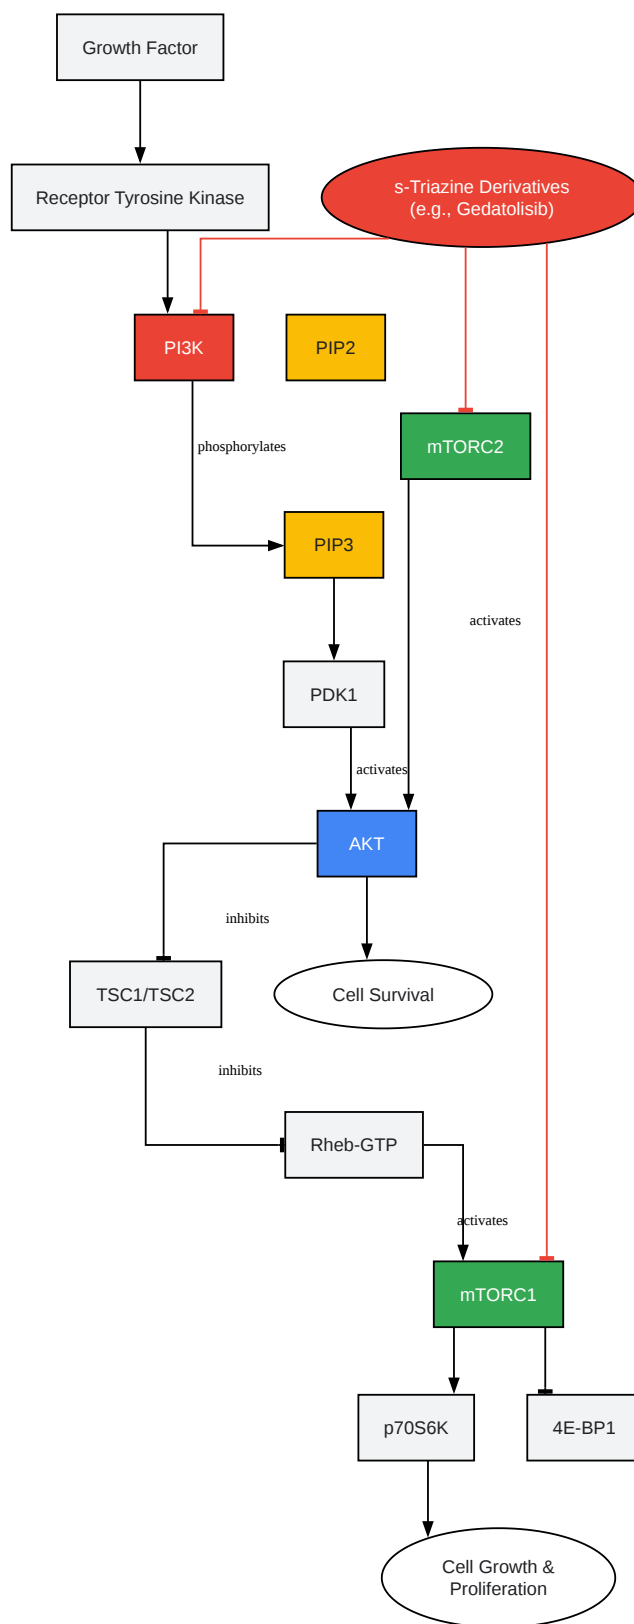 Growth Factor
Receptor Tyrosine Kinase
s-Triazine Derivatives
(e.g., Gedatolisib)
PI3K
PIP2
mTORC2
phosphorylates
PIP3
activates
PDK1
activates
AKT
inhibits
TSC1/TSC2
Cell Survival
inhibits
Rheb-GTP
activates
mTORC1
p70S6K
4E-BP1
Cell Growth &
Proliferation